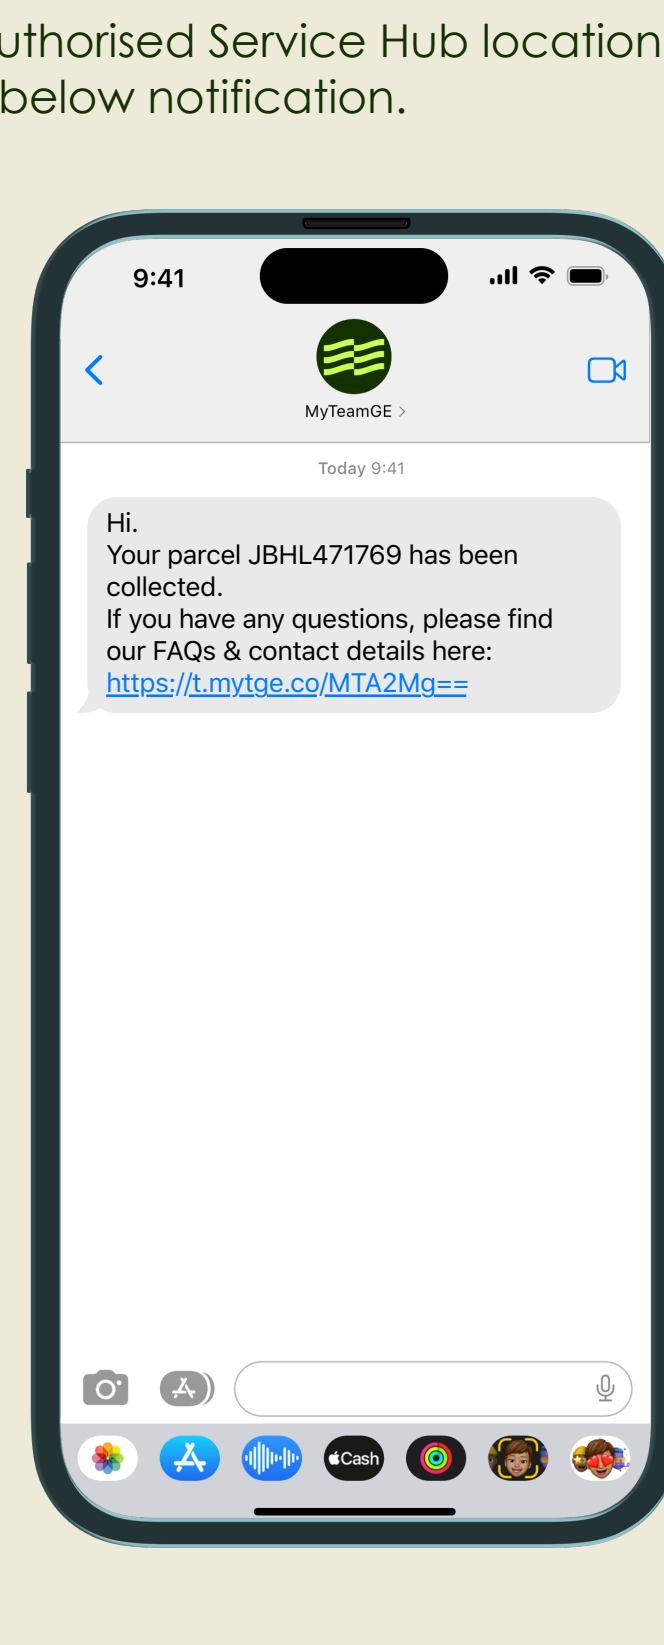 uthorised Service Hub location
below notification.
9:41
MyTeamGE >
Today 9:41
Hi.
Your parcel JBHL471769 has been
collected.
If you have any questions, please find
our FAQs & contact details here:
https://t.mytge.co/MTA2Mg==
Cash